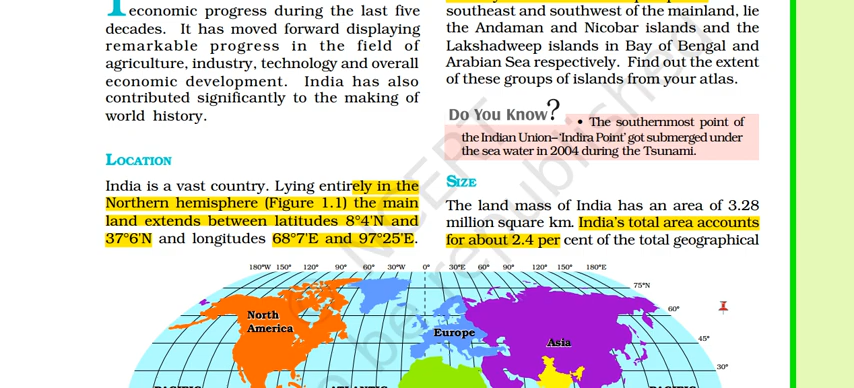 economic progress during the last five
decades. It has moved forward displaying
remarkable progress in the field of
agriculture, industry, technology and overall
economic development. India has also
contributed significantly to the making of
world history.
LOCATION
India is a vast country. Lying entirely in the
Northern hemisphere (Figure 1.1) the main
land extends between latitudes 8°4'N and
37°6'N and longitudes 68°7'E and 97°25'E.
southeast and southwest of the mainland, lie
the Andaman and Nicobar islands and the
Lakshadweep islands in Bay of Bengal and
Arabian Sea respectively. Find out the extent
of these groups of islands from your atlas.
Do You Know?
• The southernmost point of
the Indian Union–'Indira Point' got submerged under
the sea water in 2004 during the Tsunami.
SIZE
The land mass of India has an area of 3.28
million square km. India's total area accounts
for about 2.4 per cent of the total geographical
180°W 150° 120° 90° 60° 30°W 0° 30°E 60° 90° 120° 150° 180°E
75°N
60°
45°
30°
North
America
Europe
Asia
NCERT
be republished